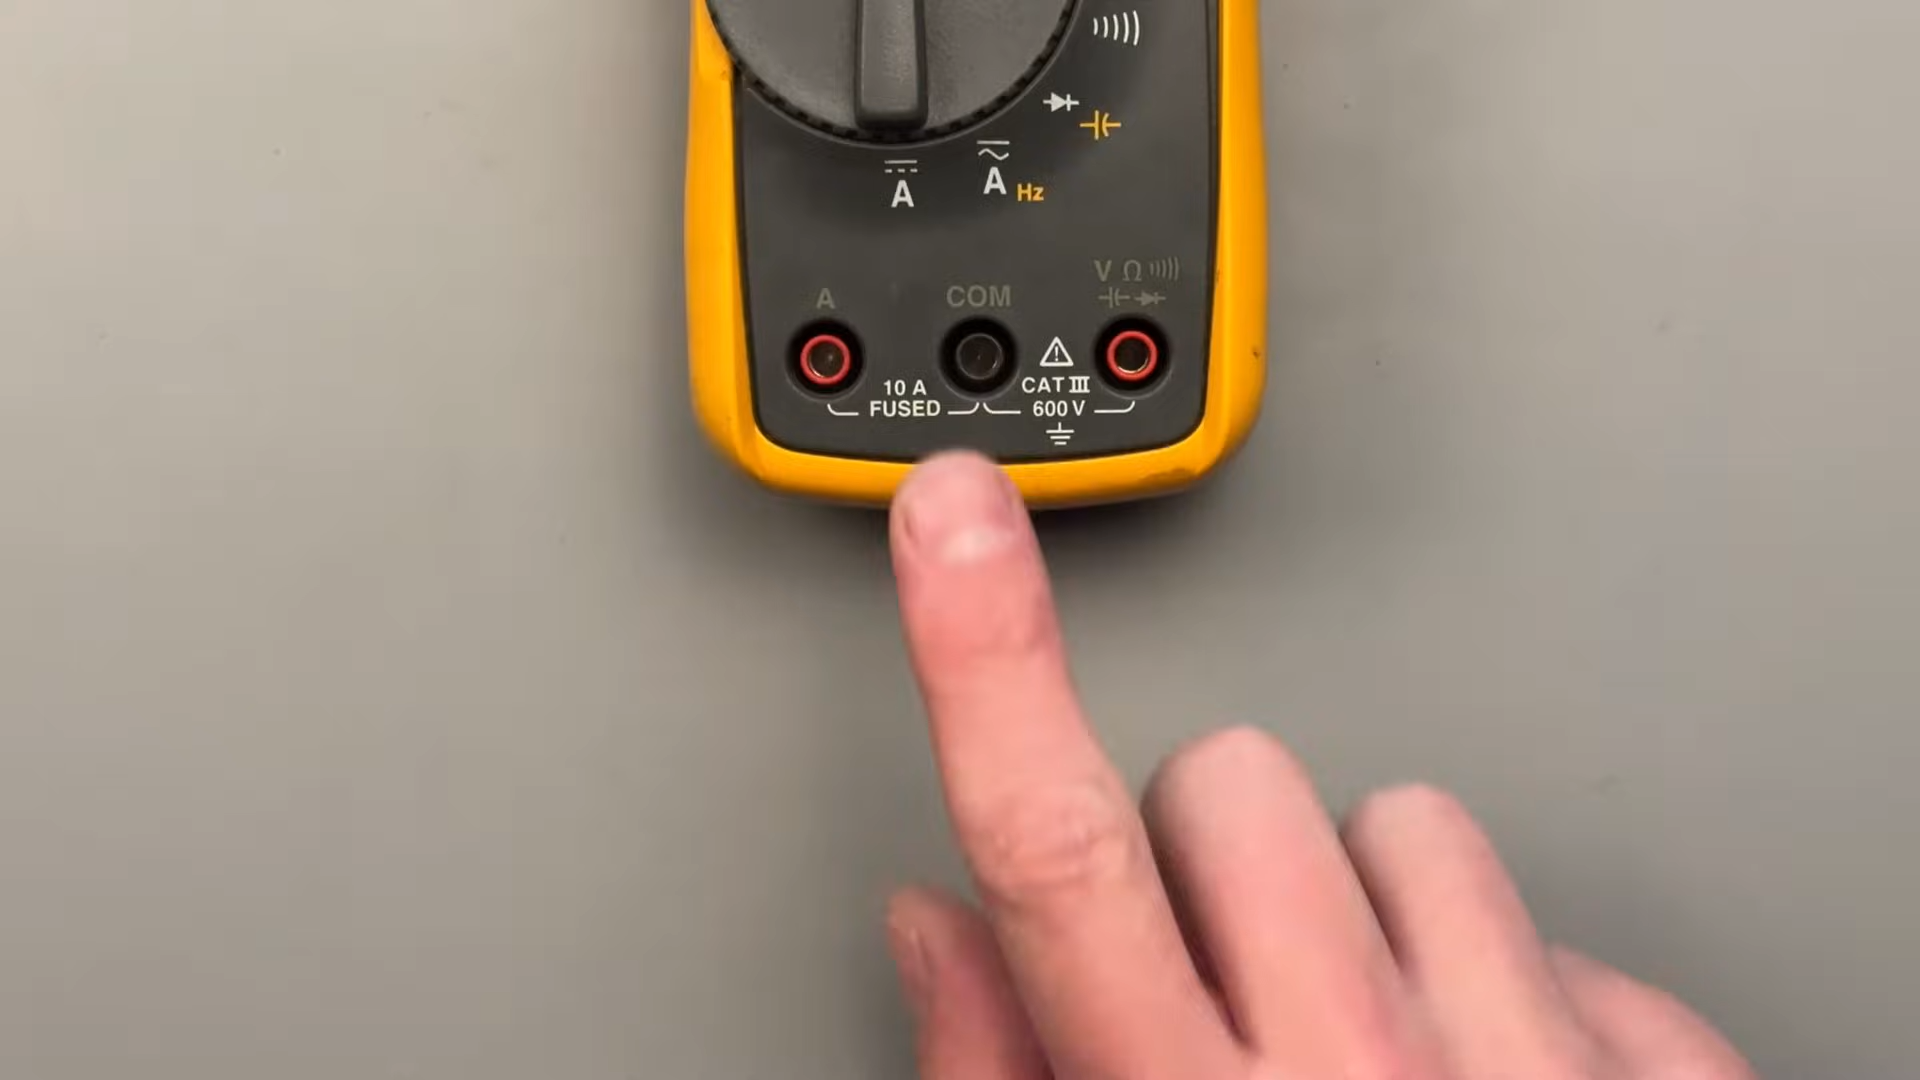 A
A Hz
A
COM
V Ω
10 A
FUSED
CAT III
600 V